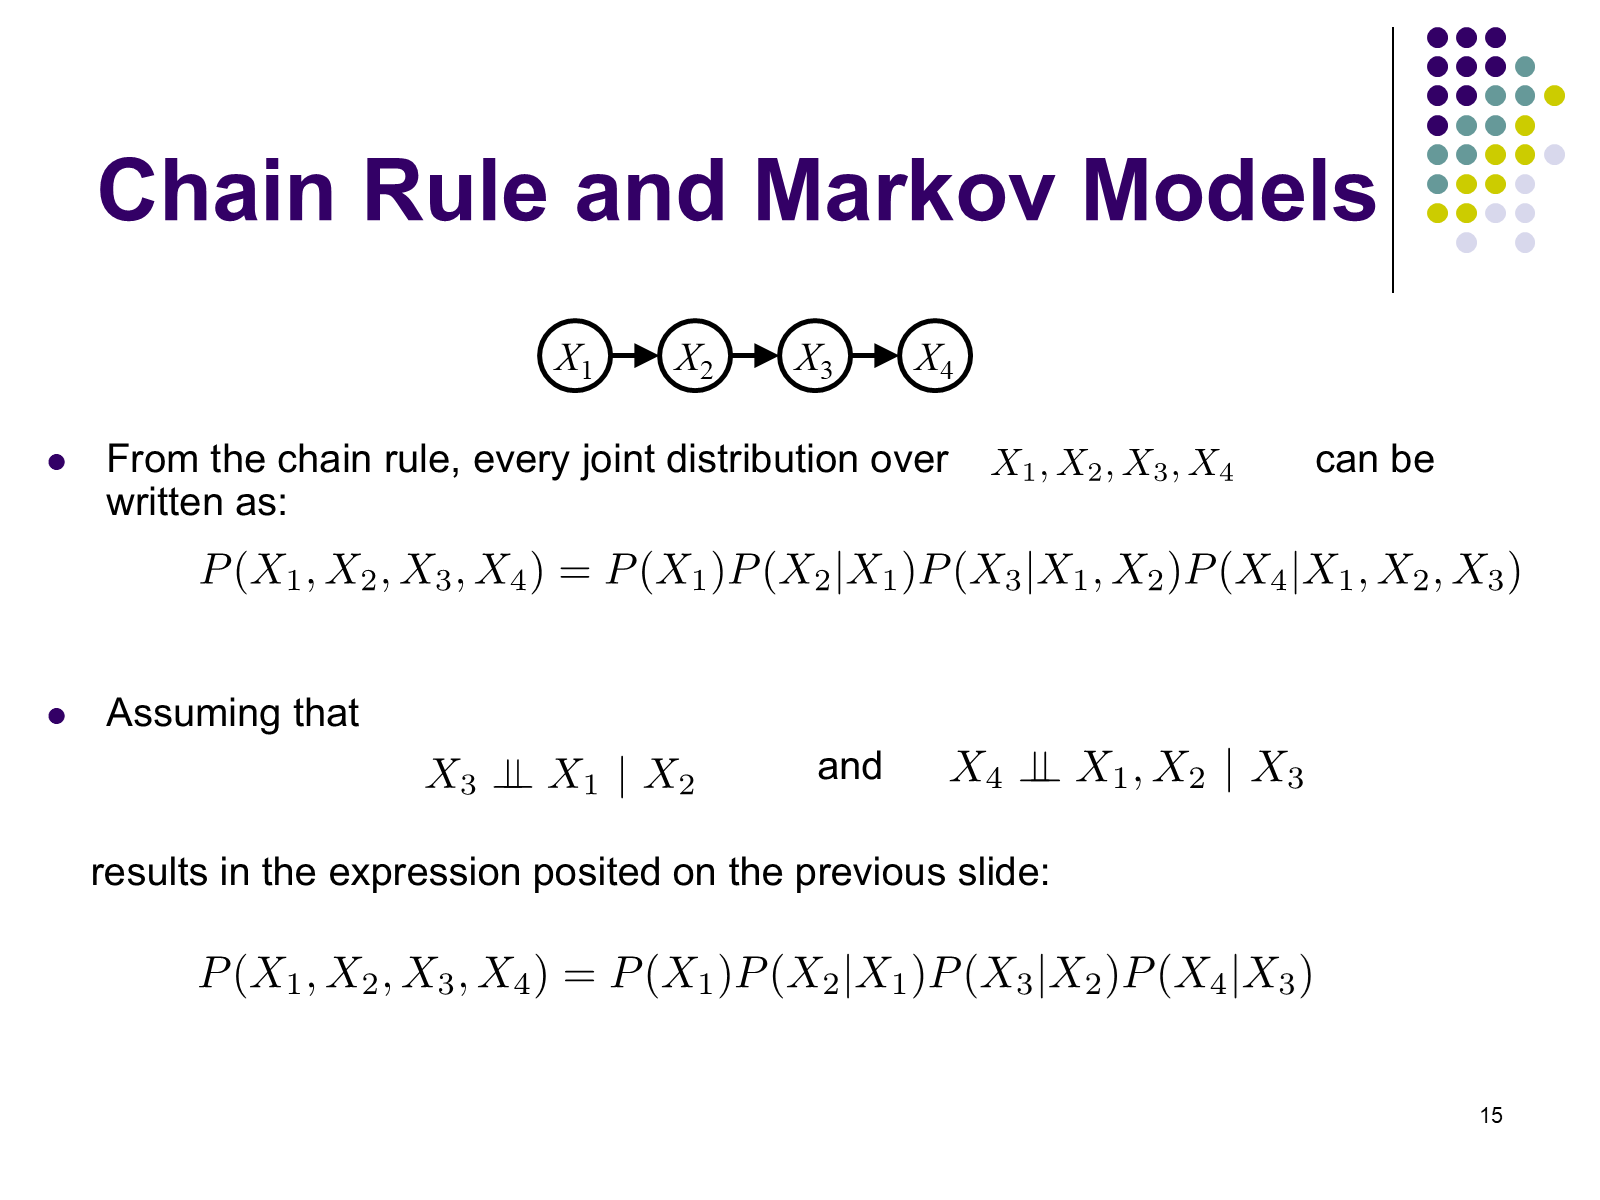 Chain Rule and Markov Models
X₁ X₂ X₃ X₄
From the chain rule, every joint distribution over X₁, X₂, X₃, X₄ can be
written as:
P(X₁, X₂, X₃, X₄) = P(X₁)P(X₂|X₁)P(X₃|X₁, X₂)P(X₄|X₁, X₂, X₃)
Assuming that
X₃ ⫫ X₁ | X₂ and X₄ ⫫ X₁, X₂ | X₃
results in the expression posited on the previous slide:
P(X₁, X₂, X₃, X₄) = P(X₁)P(X₂|X₁)P(X₃|X₂)P(X₄|X₃)
15